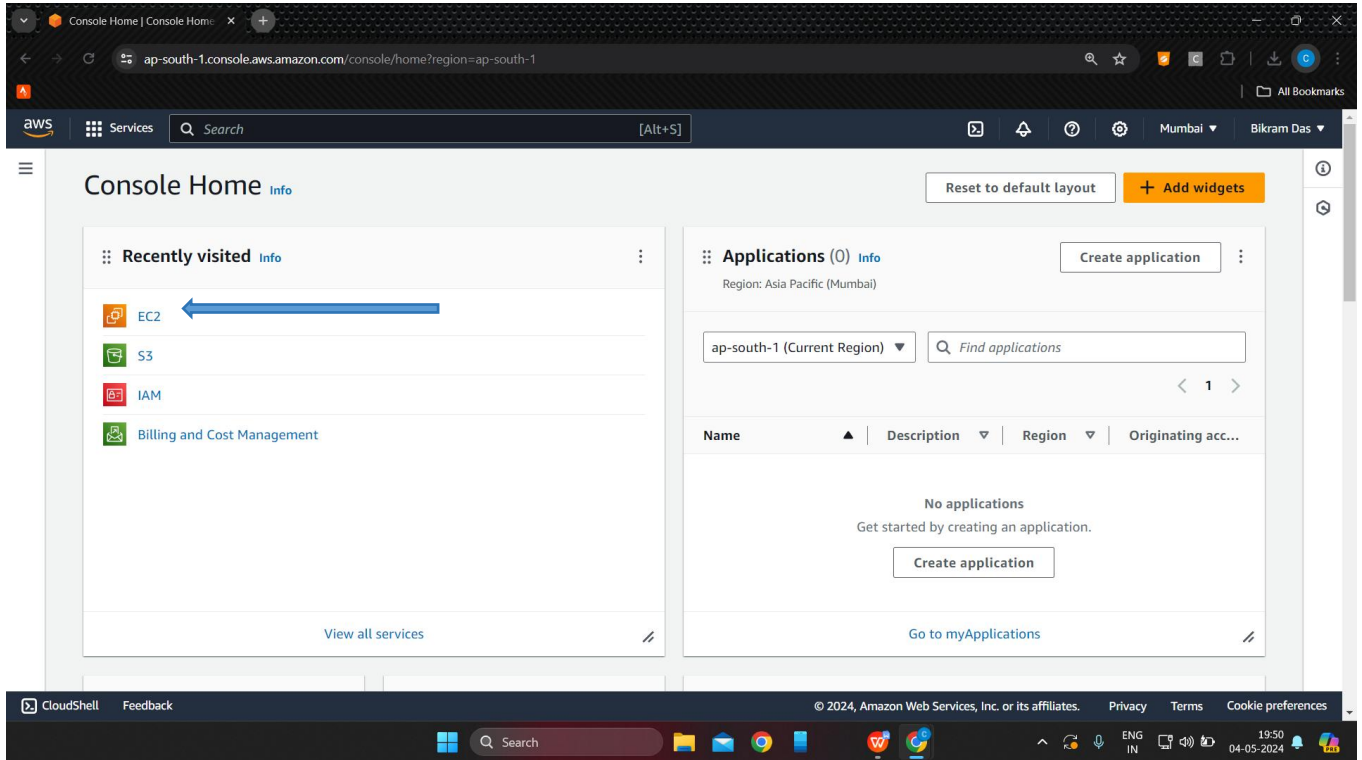 Console Home | Console Home
ap-south-1.console.aws.amazon.com/console/home?region=ap-south-1
C
C
All Bookmarks
aws
Services
Search
[Alt+S]
Mumbai
Bikram Das
Console Home Info
Reset to default layout
+ Add widgets
Recently visited Info
EC2
S3
IAM
Billing and Cost Management
View all services
Applications (0) Info
Region: Asia Pacific (Mumbai)
Create application
ap-south-1 (Current Region)
Find applications
1
Name
Description
Region
Originating acc...
No applications
Get started by creating an application.
Create application
Go to myApplications
CloudShell
Feedback
© 2024, Amazon Web Services, Inc. or its affiliates.
Privacy
Terms
Cookie preferences
Search
C
ENG
IN
19:50
04-05-2024
PRE